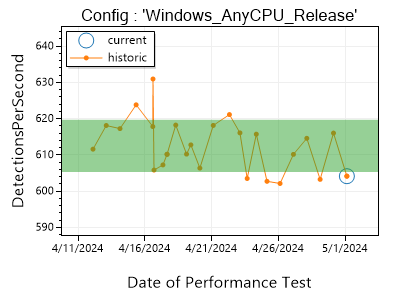 Config : 'Windows_AnyCPU_Release'
current
historic
DetectionsPerSecond
640
630
620
610
600
590
4/11/2024 4/16/2024 4/21/2024 4/26/2024 5/1/2024
Date of Performance Test